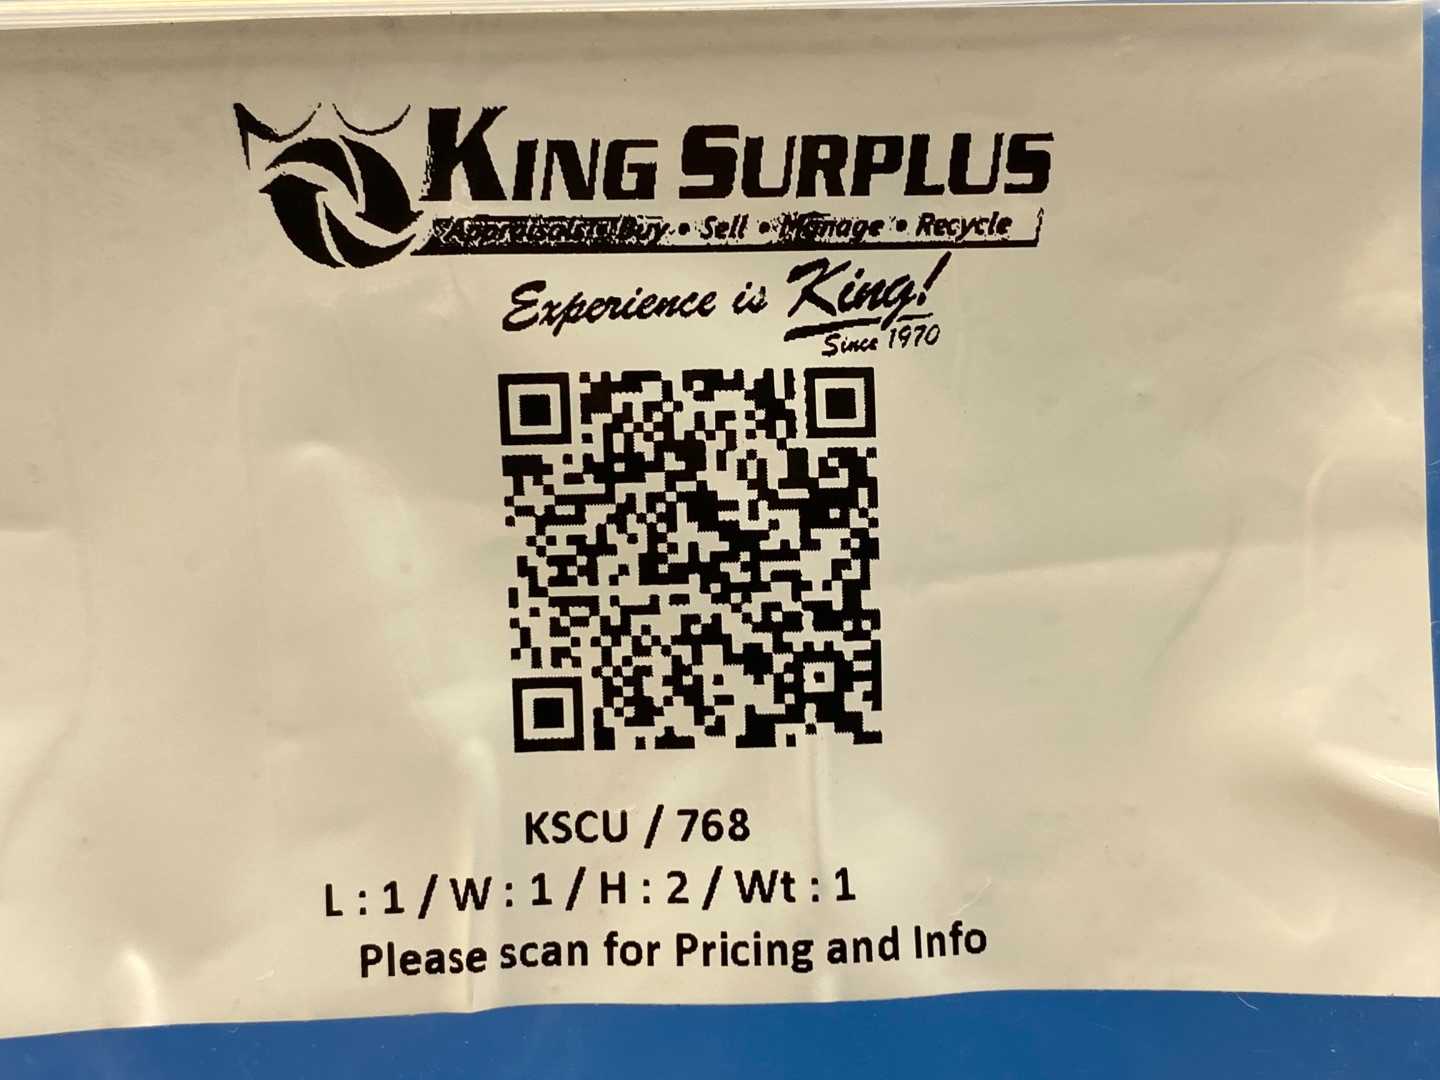 KING SURPLUS
Appraisals • Buy • Sell • Manage • Recycle
Experience is King!
Since 1970
KSCU / 768
L : 1 / W : 1 / H : 2 / Wt : 1
Please scan for Pricing and Info